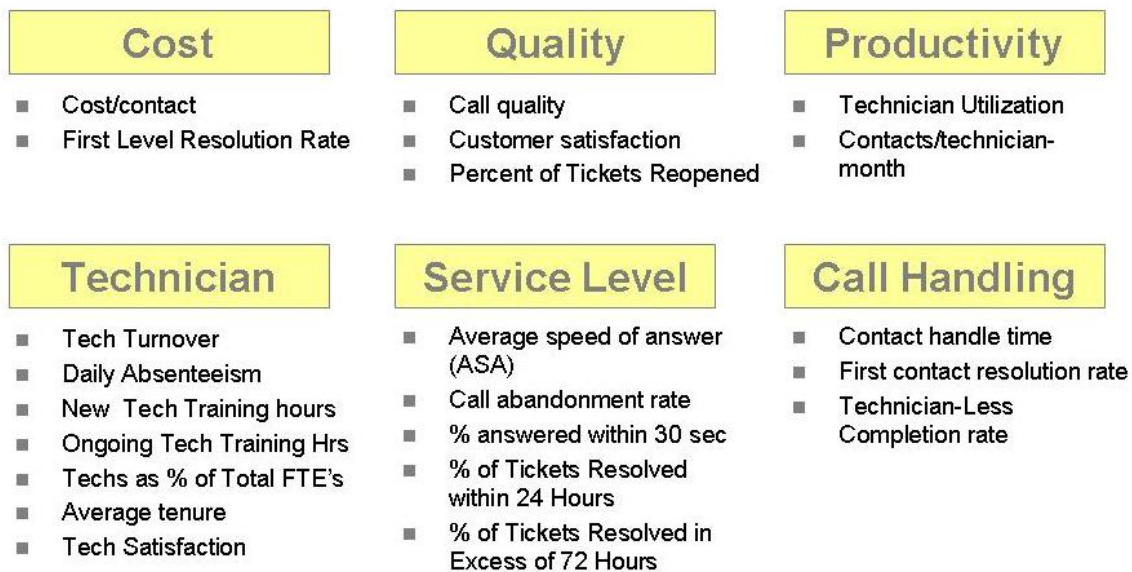 Cost
Cost/contact
First Level Resolution Rate
Quality
Call quality
Customer satisfaction
Percent of Tickets Reopened
Productivity
Technician Utilization
Contacts/technician-
month
Technician
Tech Turnover
Daily Absenteeism
New Tech Training hours
Ongoing Tech Training Hrs
Techs as % of Total FTE's
Average tenure
Tech Satisfaction
Service Level
Average speed of answer
(ASA)
Call abandonment rate
% answered within 30 sec
% of Tickets Resolved
within 24 Hours
% of Tickets Resolved in
Excess of 72 Hours
Call Handling
Contact handle time
First contact resolution rate
Technician-Less
Completion rate